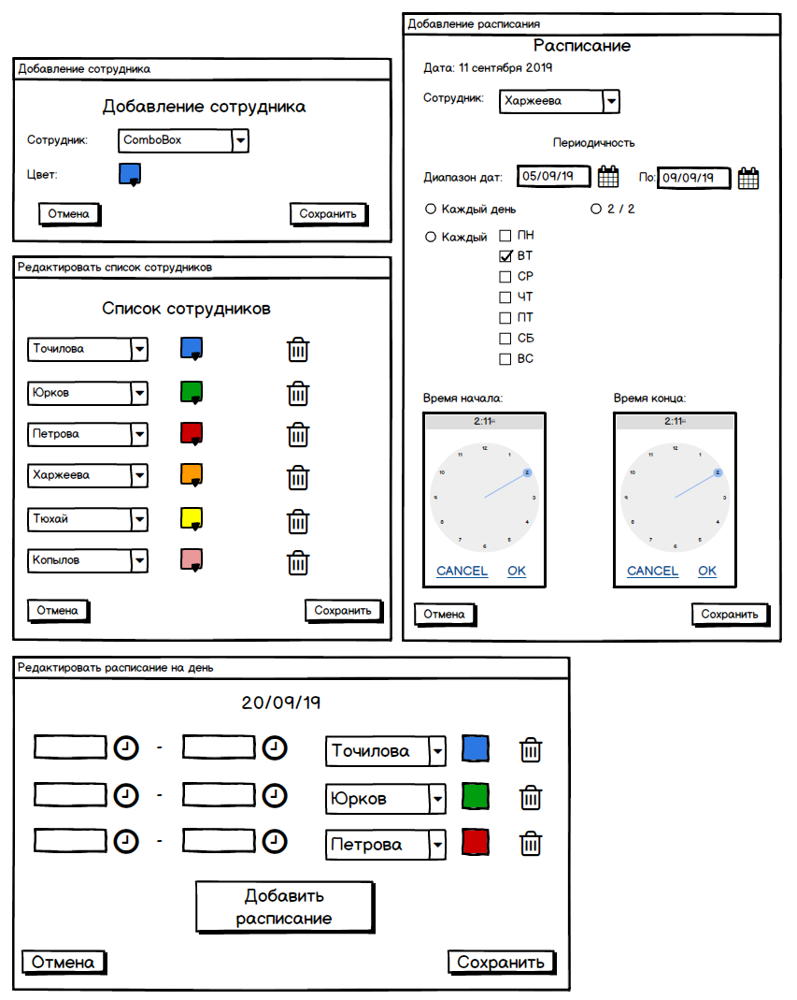 Добавление сотрудника
Добавление сотрудника
Сотрудник:
ComboBox
Цвет:
Отмена
Сохранить
Редактировать список сотрудников
Список сотрудников
Точилова
Юрков
Петрова
Харжеева
Тюхай
Копылов
Отмена
Сохранить
Добавление расписания
Расписание
Дата: 11 сентября 2019
Сотрудник:
Харжеева
Периодичность
Диапазон дат:
05/09/19
По:
09/09/19
Каждый день
2 / 2
Каждый
ПН
ВТ
СР
ЧТ
ПТ
СБ
ВС
Время начала:
Время конца:
2:11
12
1
2
3
4
5
6
7
8
9
10
11
CANCEL OK
2:11
12
1
2
3
4
5
6
7
8
9
10
11
CANCEL OK
Отмена
Сохранить
Редактировать расписание на день
20/09/19
- Точилова
- Юрков
- Петрова
Добавить
расписание
Отмена
Сохранить